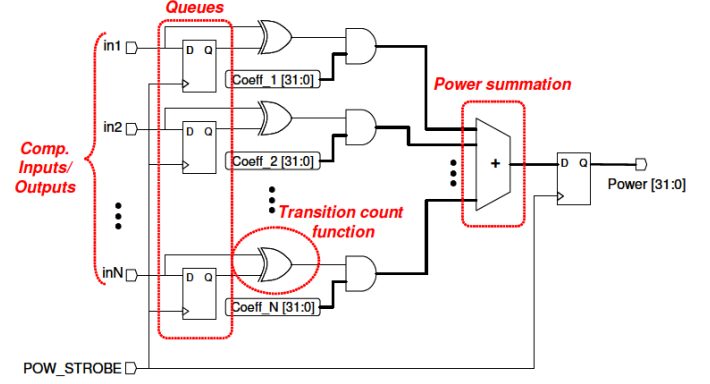 Queues
in1
D Q
Coeff_1 [31:0]
Power summation
in2
D Q
Coeff_2 [31:0]
Comp.
Inputs/
Outputs
+
D Q
Power [31:0]
Transition count
function
inN
D Q
Coeff_N [31:0]
POW_STROBE